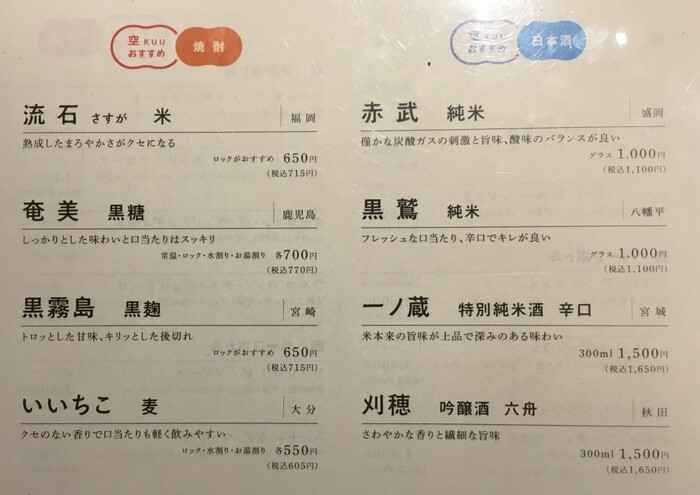 空 KUU
おすすめ
焼酎
流石 さすが 米 福岡
熟成したまろやかさがクセになる
ロックがおすすめ 650円
(税込715円)
奄美 黒糖 鹿児島
しっかりとした味わいと口当たりはスッキリ
常温・ロック・水割り・お湯割り 各700円
(税込770円)
黒霧島 黒麹 宮崎
トロッとした甘味、キリッとした後切れ
ロックがおすすめ 650円
(税込715円)
いいちこ 麦 大分
クセのない香りで口当たりも軽く飲みやすい
ロック・水割り・お湯割り 各550円
(税込605円)
空 KUU
おすすめ
日本酒
赤武 純米 盛岡
僅かな炭酸ガスの刺激と旨味、酸味のバランスが良い
グラス 1.000円
(税込1,100円)
黒鷲 純米 八幡平
フレッシュな口当たり、辛口でキレが良い
グラス 1.000円
(税込1,100円)
一ノ蔵 特別純米酒 辛口 宮城
米本来の旨味が上品で深みのある味わい
300ml 1,500円
(税込1,650円)
刈穂 吟醸酒 六舟 秋田
さわやかな香りと繊細な旨味
300ml 1,500円
(税込1,650円)